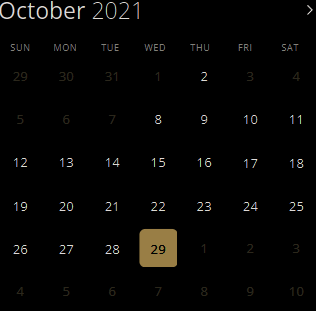 October 2021
SUN MON TUE WED THU FRI SAT
29 30 31 1 2 3 4
5 6 7 8 9 10 11
12 13 14 15 16 17 18
19 20 21 22 23 24 25
26 27 28 29 1 2 3
4 5 6 7 8 9 10